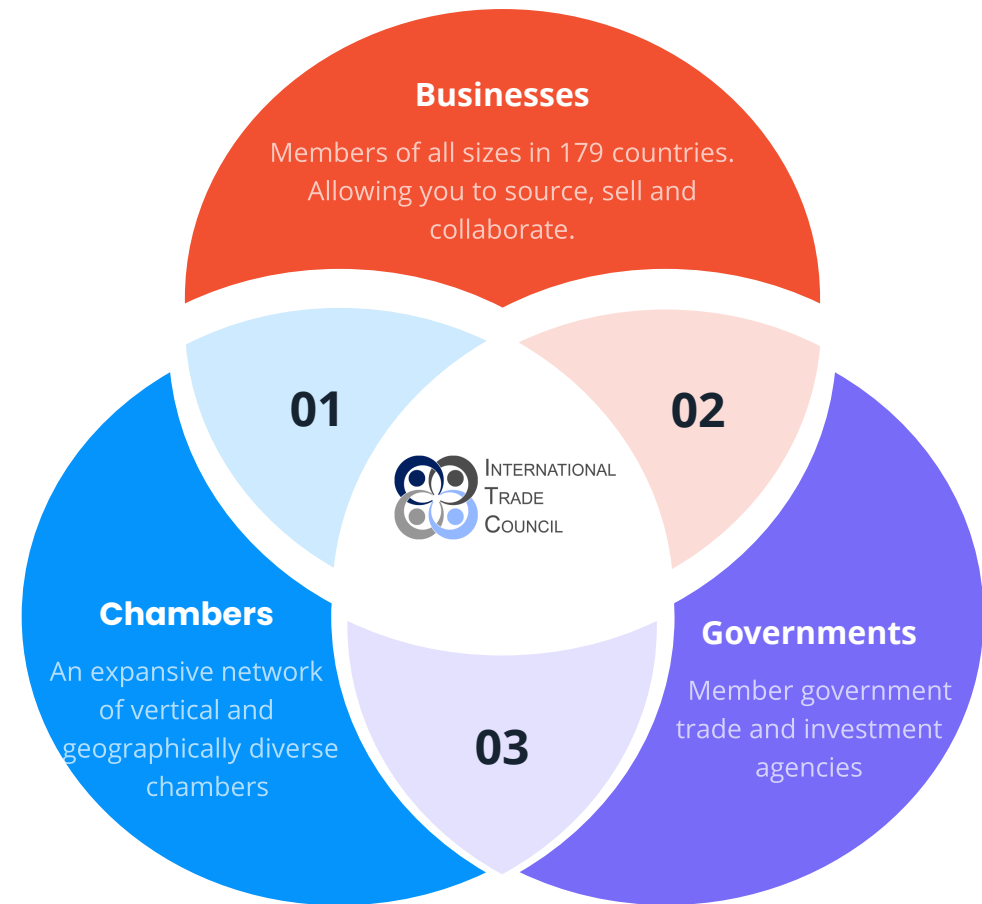 Businesses
Members of all sizes in 179 countries.
Allowing you to source, sell and
collaborate.
01
02
INTERNATIONAL
TRADE
COUNCIL
Chambers
An expansive network
of vertical and
geographically diverse
chambers
Governments
Member government
trade and investment
agencies
03